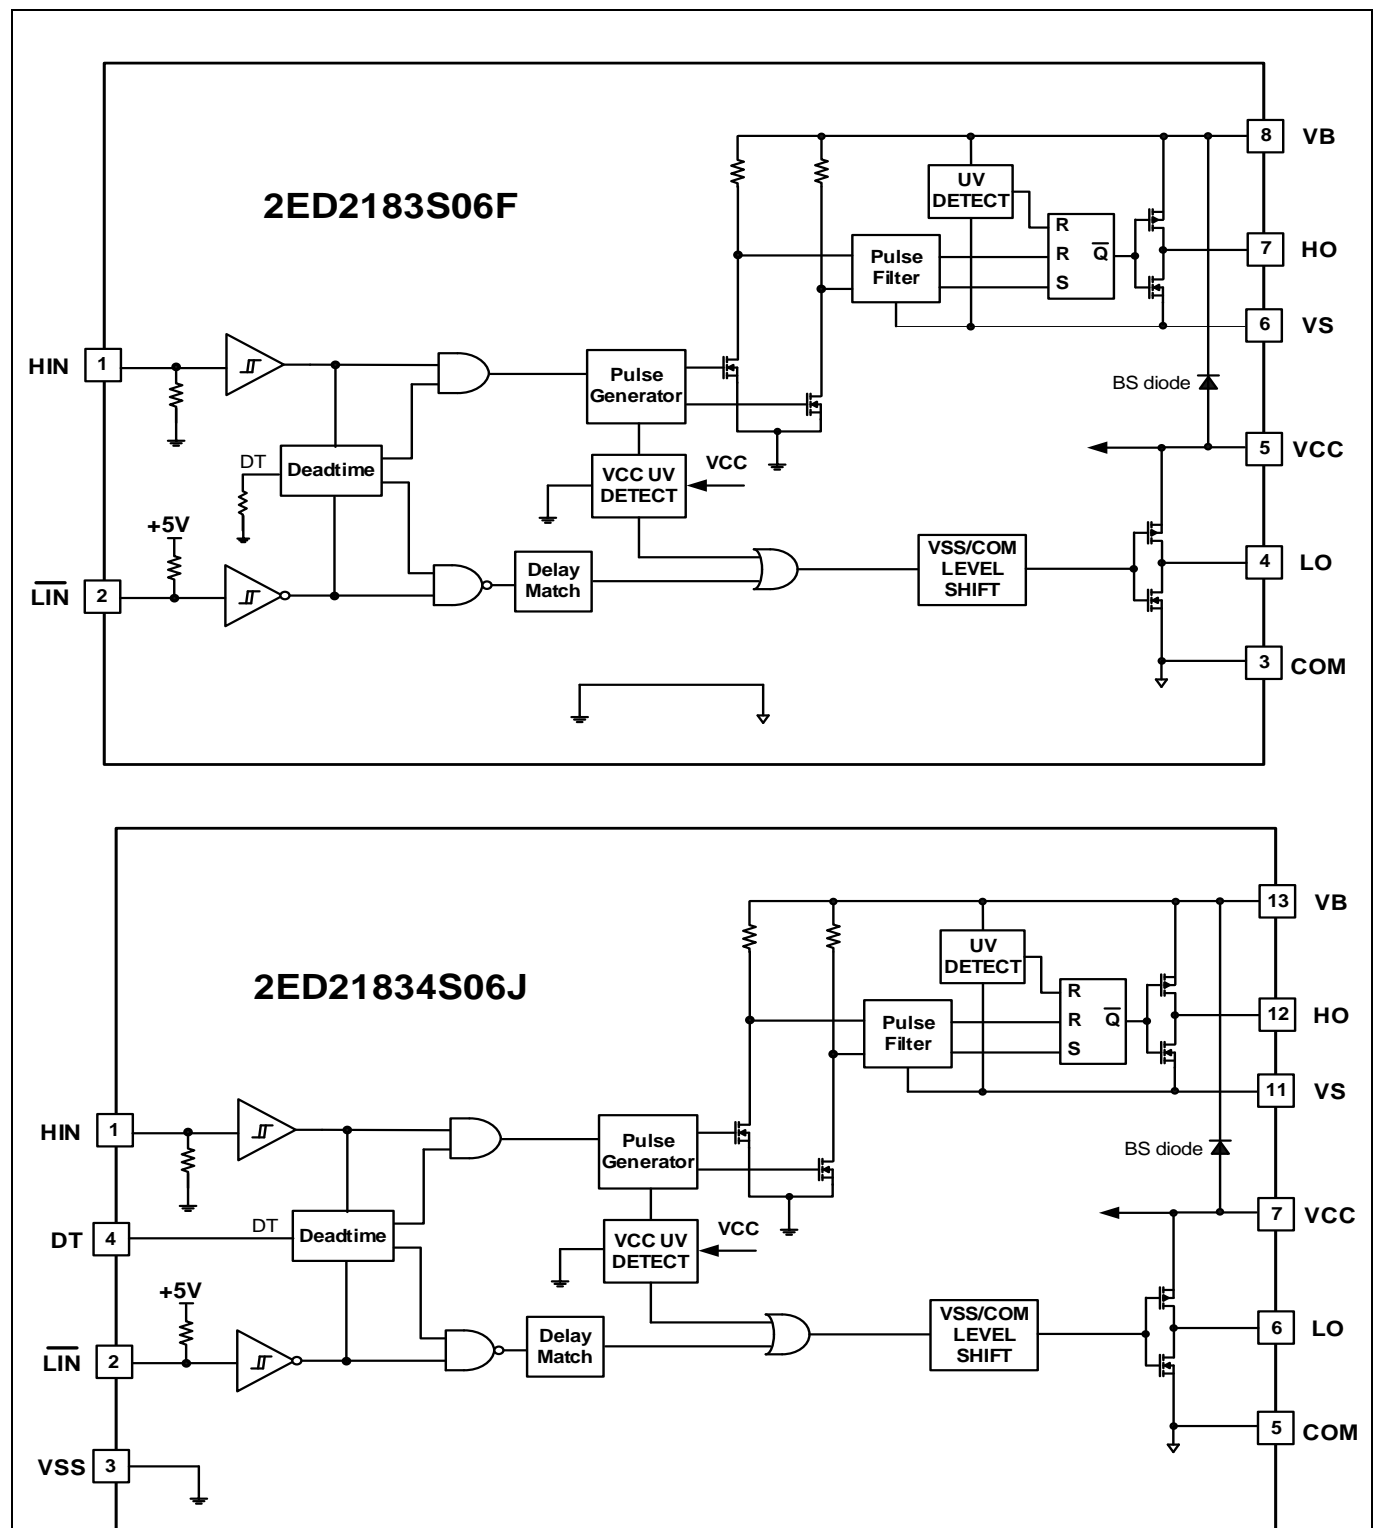 2ED2183S06F
8
VB
UV
DETECT
R
R
S
Q
Pulse
Filter
7
HO
6
VS
HIN
1
Pulse
Generator
BS diode
DT
Deadtime
VCC UV
DETECT
VCC
5
VCC
+5V
Delay
Match
VSS/COM
LEVEL
SHIFT
4
LO
LIN
2
3
COM
2ED21834S06J
13
VB
UV
DETECT
R
R
S
Q
Pulse
Filter
12
HO
11
VS
HIN
1
Pulse
Generator
BS diode
DT
4
DT
Deadtime
VCC UV
DETECT
VCC
7
VCC
+5V
Delay
Match
VSS/COM
LEVEL
SHIFT
6
LO
LIN
2
5
COM
VSS
3